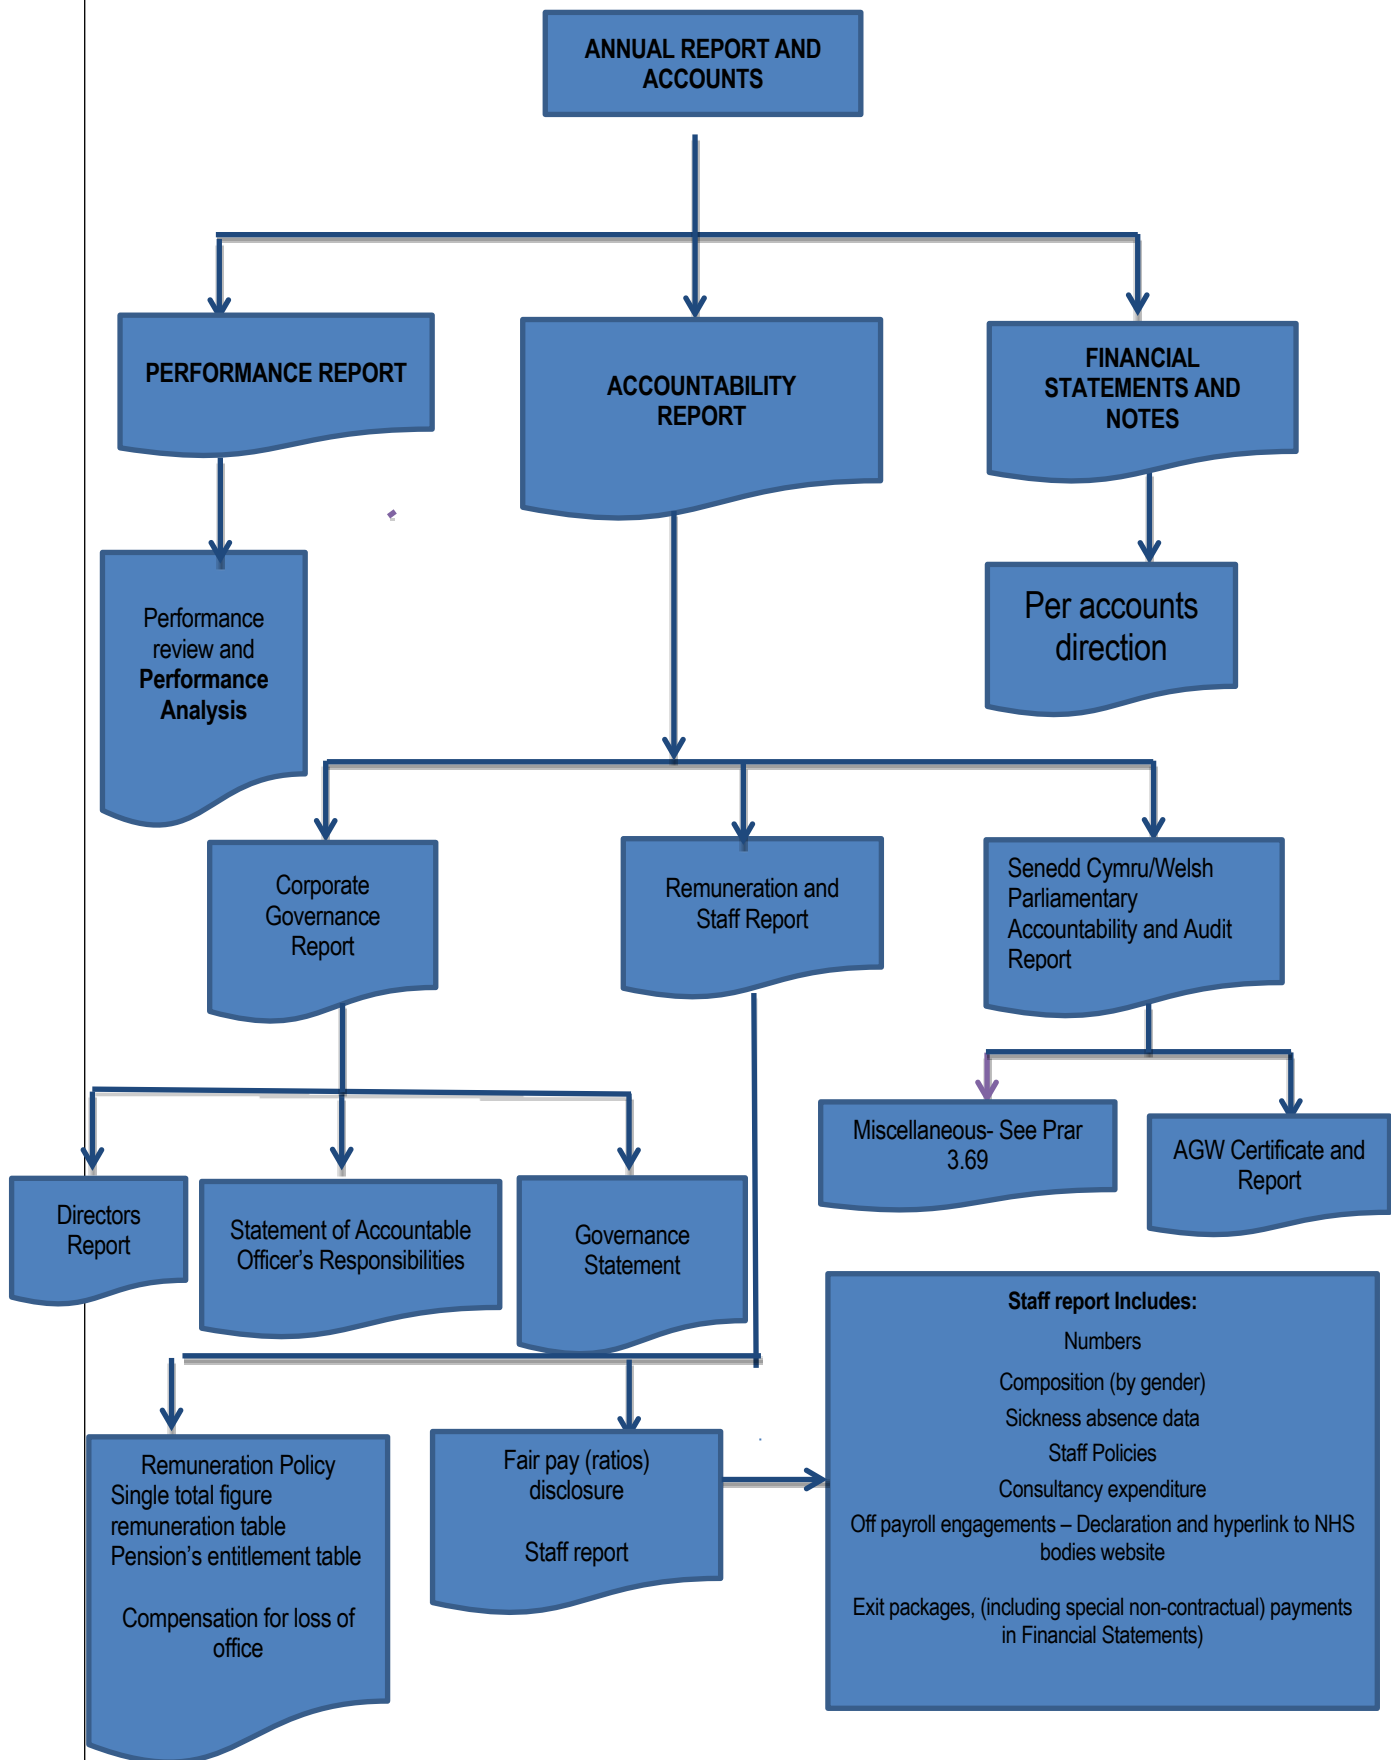 ANNUAL REPORT AND
ACCOUNTS
PERFORMANCE REPORT
ACCOUNTABILITY
REPORT
FINANCIAL
STATEMENTS AND
NOTES
Performance
review and
Performance
Analysis
Per accounts
direction
Corporate
Governance
Report
Remuneration and
Staff Report
Senedd Cymru/Welsh
Parliamentary
Accountability and Audit
Report
Miscellaneous- See Prar
3.69
AGW Certificate and
Report
Directors
Report
Statement of Accountable
Officer’s Responsibilities
Governance
Statement
Remuneration Policy
Single total figure
remuneration table
Pension’s entitlement table
Compensation for loss of
office
Fair pay (ratios)
disclosure
Staff report
Staff report Includes:
Numbers
Composition (by gender)
Sickness absence data
Staff Policies
Consultancy expenditure
Off payroll engagements – Declaration and hyperlink to NHS
bodies website
Exit packages, (including special non-contractual) payments
in Financial Statements)